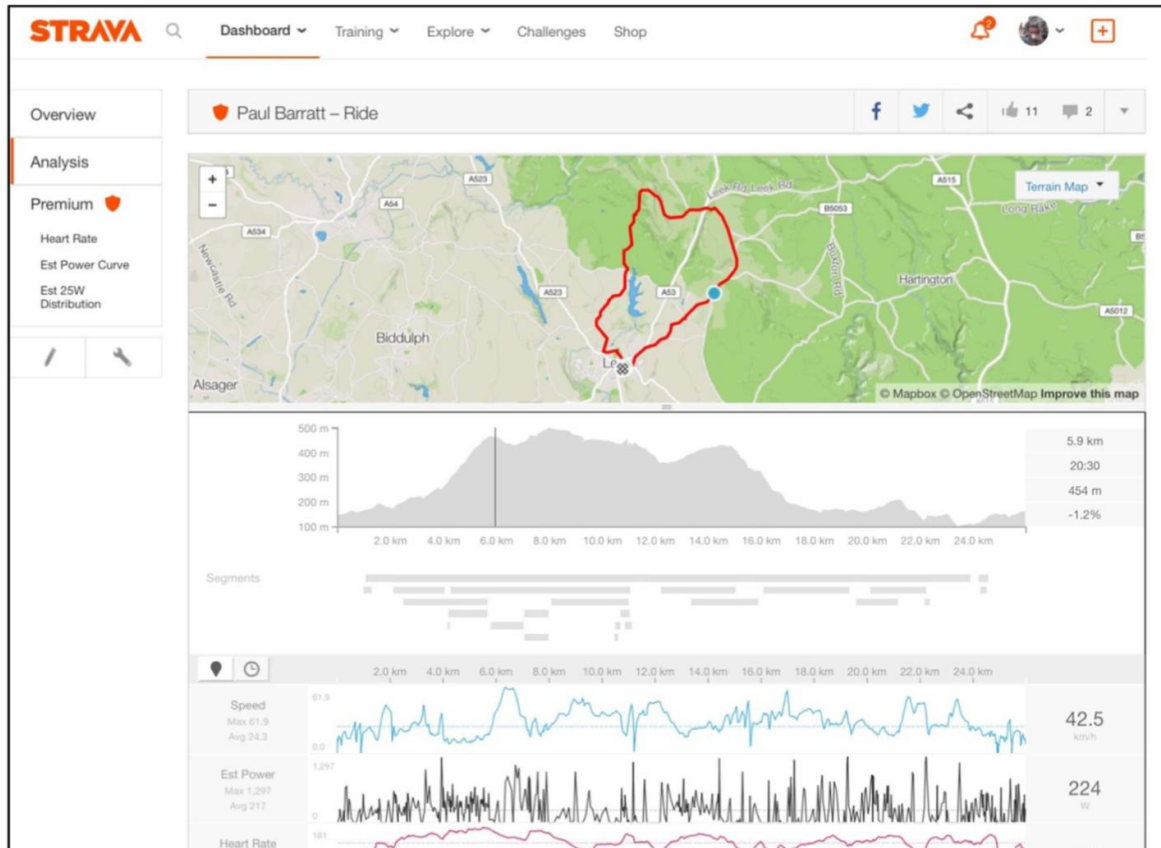 STRAVA
Dashboard
Training
Explore
Challenges
Shop
2
Overview
Analysis
Premium
Heart Rate
Est Power Curve
Est 25W
Distribution
Paul Barratt – Ride
11
2
+
−
A523
A54
A534
Newcastle Rd
Biddulph
Alsager
A523
A53
Leek Rd Leek Rd
A515
B5053
Long Rake
Buxton Rd
Hartington
A5012
Terrain Map
© Mapbox © OpenStreetMap Improve this map
500 m
400 m
300 m
200 m
100 m
5.9 km
20:30
454 m
-1.2%
2.0 km 4.0 km 6.0 km 8.0 km 10.0 km 12.0 km 14.0 km 16.0 km 18.0 km 20.0 km 22.0 km 24.0 km
Segments
2.0 km 4.0 km 6.0 km 8.0 km 10.0 km 12.0 km 14.0 km 16.0 km 18.0 km 20.0 km 22.0 km 24.0 km
Speed
Max 61.9
Avg 24.3
61.9
0.0
42.5
km/h
Est Power
Max 1,297
Avg 217
1,297
0
224
W
Heart Rate
181